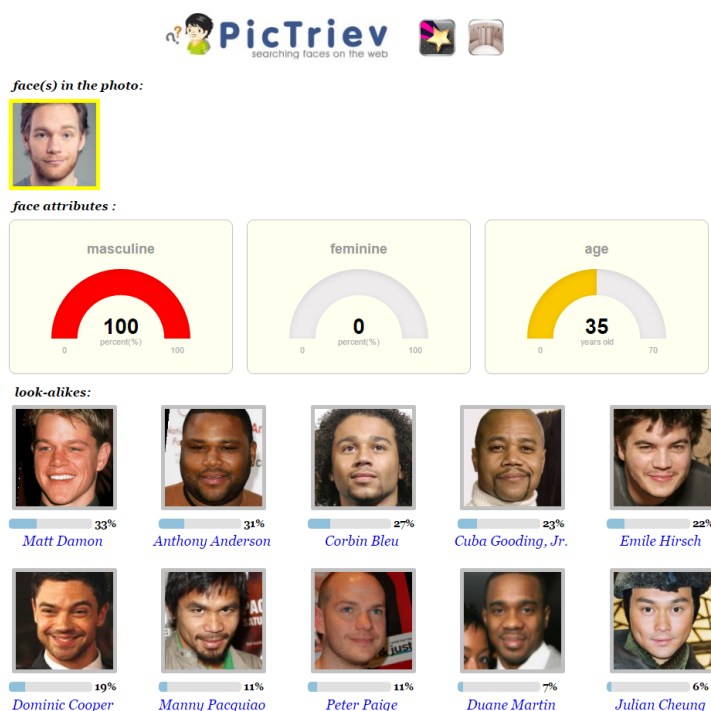 PicTriev
searching faces on the web
face(s) in the photo:
face attributes :
masculine
100
percent(%)
0 100
feminine
0
percent(%)
0 100
age
35
years old
0 70
look-alikes:
33% 31% 27% 23% 22%
Matt Damon Anthony Anderson Corbin Bleu Cuba Gooding, Jr. Emile Hirsch
19% 11% 11% 7% 6%
Dominic Cooper Manny Pacquiao Peter Paige Duane Martin Julian Cheung